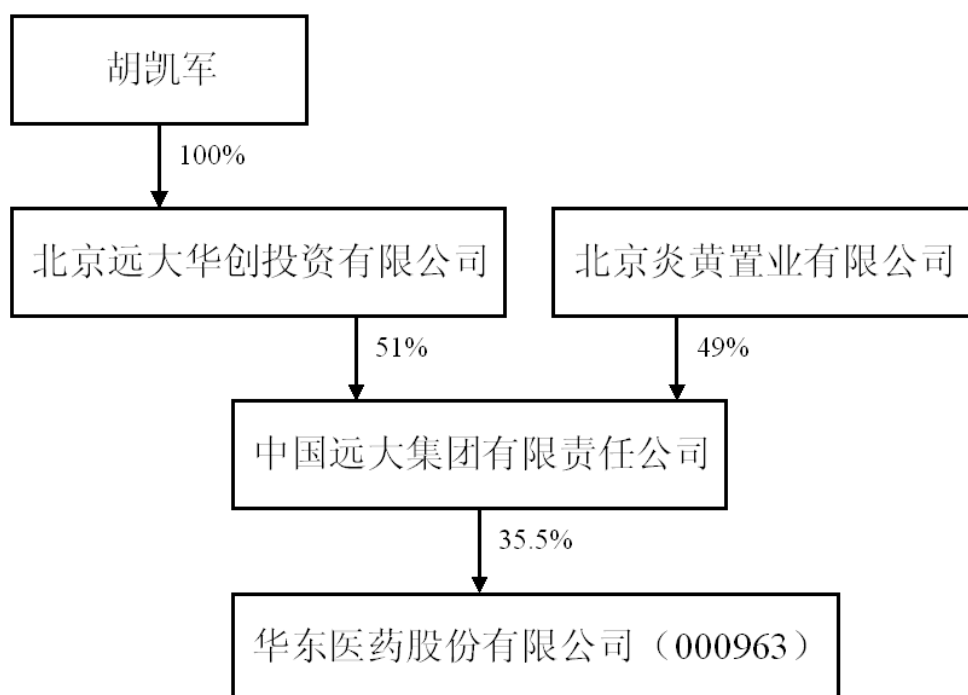 胡凯军
100%
北京远大华创投资有限公司
北京炎黄置业有限公司
51%
49%
中国远大集团有限责任公司
35.5%
华东医药股份有限公司（000963）